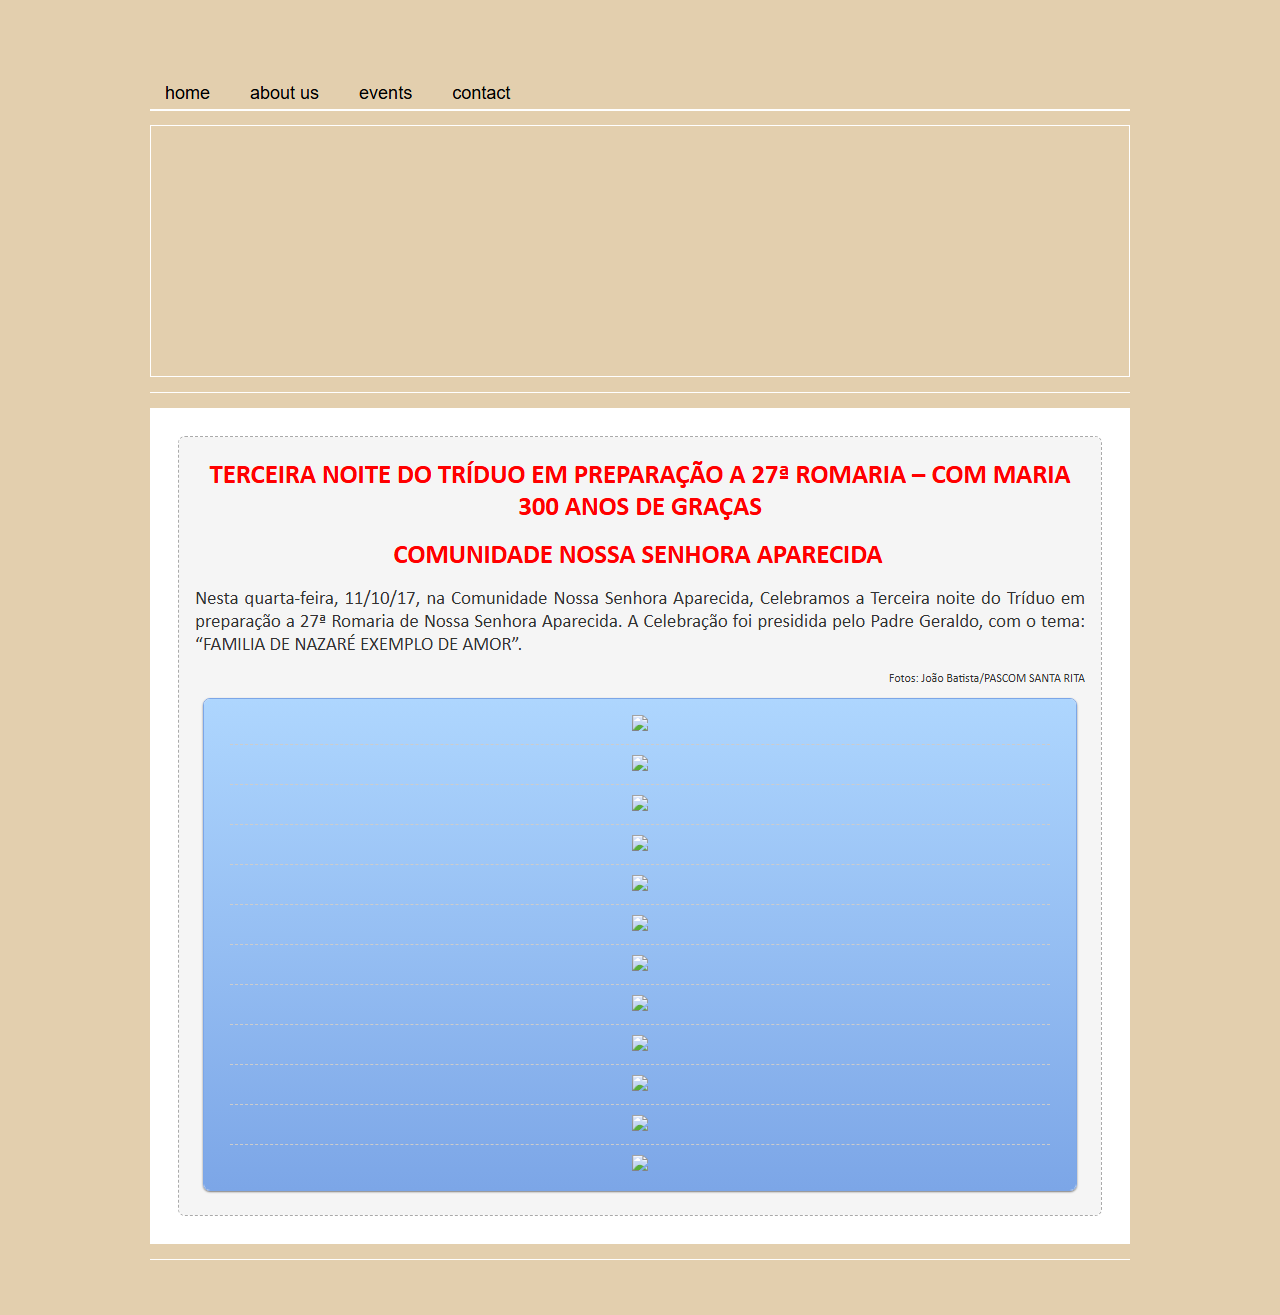 home about us events contact
TERCEIRA NOITE DO TRÍDUO EM PREPARAÇÃO A 27ª ROMARIA – COM MARIA
300 ANOS DE GRAÇAS
COMUNIDADE NOSSA SENHORA APARECIDA
Nesta quarta-feira, 11/10/17, na Comunidade Nossa Senhora Aparecida, Celebramos a Terceira noite do Tríduo em
preparação a 27ª Romaria de Nossa Senhora Aparecida. A Celebração foi presidida pelo Padre Geraldo, com o tema:
“FAMILIA DE NAZARÉ EXEMPLO DE AMOR”.
Fotos: João Batista/PASCOM SANTA RITA